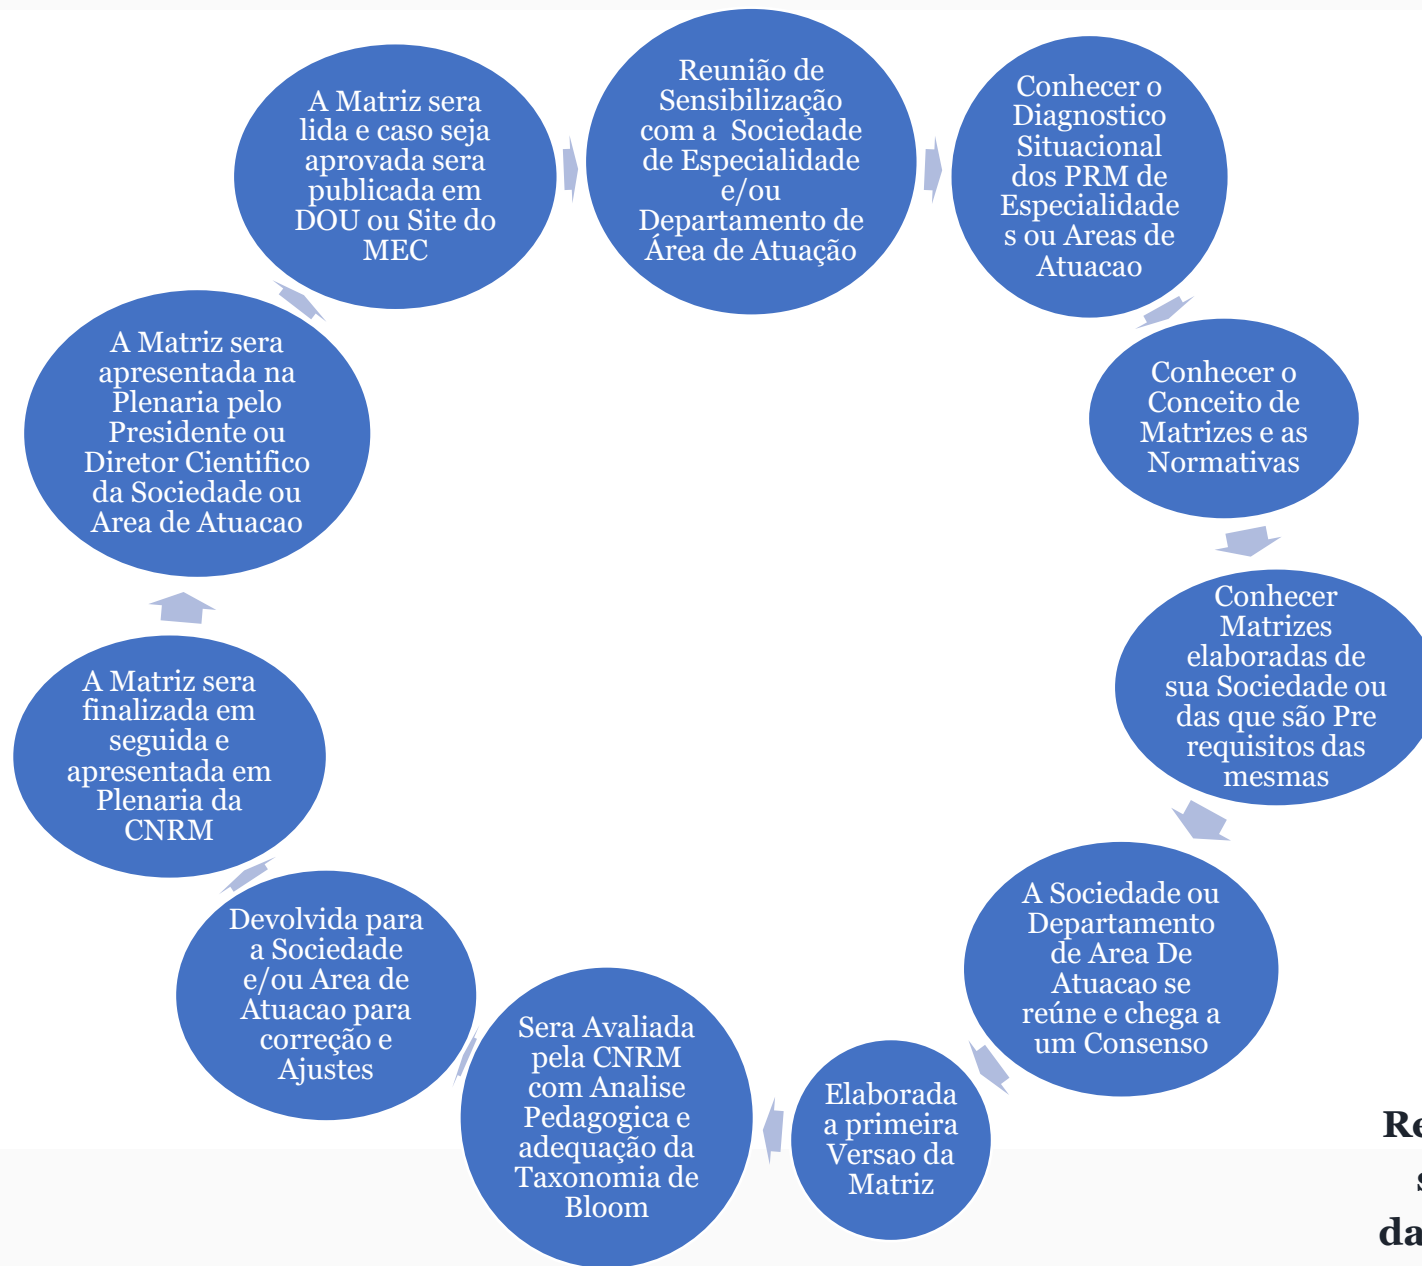 Reunião de
Sensibilização
com a Sociedade
de Especialidade
e/ou
Departamento de
Área de Atuação
Conhecer o
Diagnostico
Situacional
dos PRM de
Especialidade
s ou Areas de
Atuacao
Conhecer o
Conceito de
Matrizes e as
Normativas
Conhecer
Matrizes
elaboradas de
sua Sociedade ou
das que são Pre
requisitos das
mesmas
A Sociedade ou
Departamento
de Area De
Atuacao se
reúne e chega a
um Consenso
Elaborada
a primeira
Versao da
Matriz
Sera Avaliada
pela CNRM
com Analise
Pedagogica e
adequação da
Taxonomia de
Bloom
Devolvida para
a Sociedade
e/ou Area de
Atuacao para
correção e
Ajustes
A Matriz sera
finalizada em
seguida e
apresentada em
Plenaria da
CNRM
A Matriz sera
apresentada na
Plenaria pelo
Presidente ou
Diretor Cientifico
da Sociedade ou
Area de Atuacao
A Matriz sera
lida e caso seja
aprovada sera
publicada em
DOU ou Site do
MEC